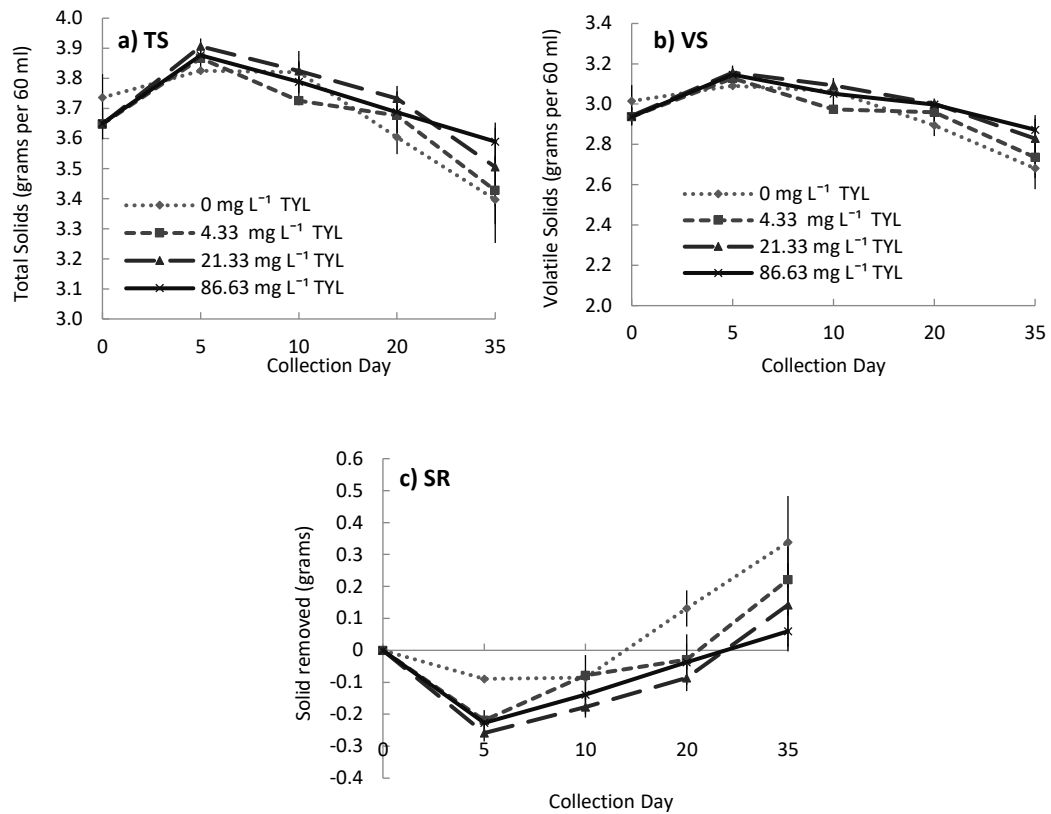 a) TS
Total Solids (grams per 60 ml)
4.0
3.9
3.8
3.7
3.6
3.5
3.4
3.3
3.2
3.1
3.0
0 mg L⁻¹ TYL
4.33 mg L⁻¹ TYL
21.33 mg L⁻¹ TYL
86.63 mg L⁻¹ TYL
0 5 10 20 35
Collection Day
b) VS
Volatile Solids (grams per 60 ml)
3.4
3.2
3.0
2.8
2.6
2.4
2.2
2.0
0 mg L⁻¹ TYL
4.33 mg L⁻¹ TYL
21.33 mg L⁻¹ TYL
86.63 mg L⁻¹ TYL
0 5 10 20 35
Collection Day
c) SR
Solid removed (grams)
0.6
0.5
0.4
0.3
0.2
0.1
0
-0.1
-0.2
-0.3
-0.4
0 5 10 20 35
Collection Day